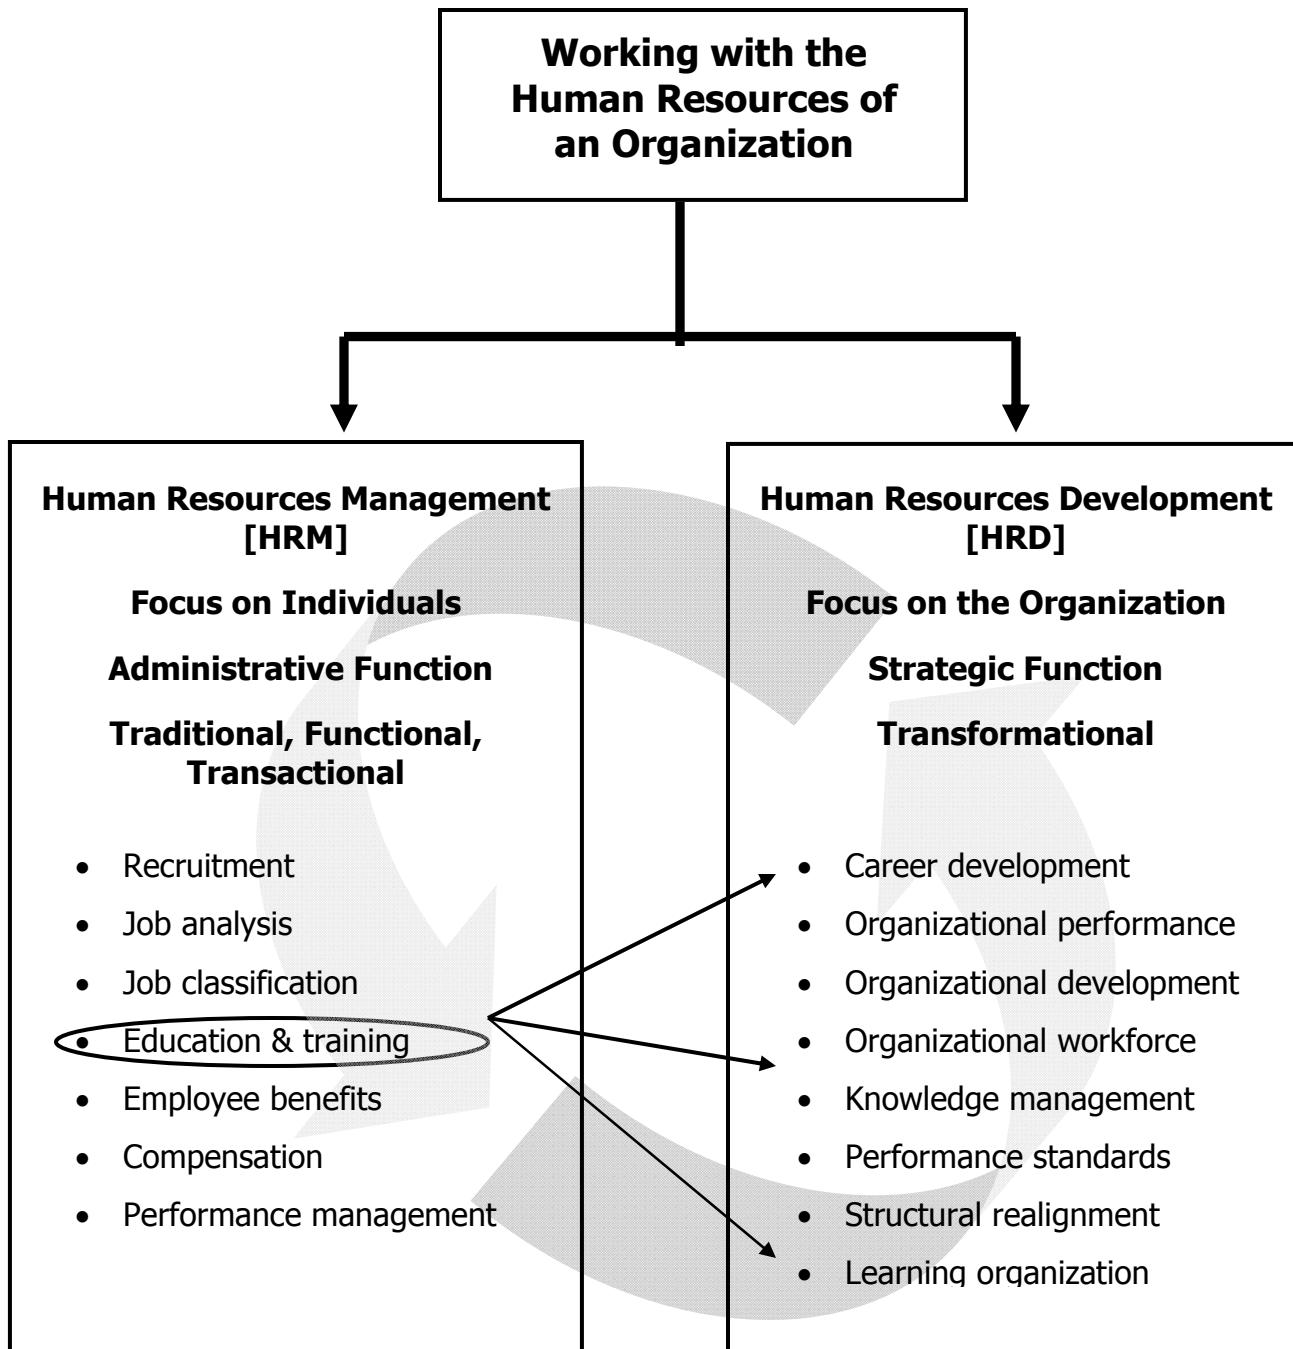 Working with the
Human Resources of
an Organization
Human Resources Management
[HRM]
Focus on Individuals
Administrative Function
Traditional, Functional,
Transactional
• Recruitment
• Job analysis
• Job classification
• Education & training
• Employee benefits
• Compensation
• Performance management
Human Resources Development
[HRD]
Focus on the Organization
Strategic Function
Transformational
• Career development
• Organizational performance
• Organizational development
• Organizational workforce
• Knowledge management
• Performance standards
• Structural realignment
• Learning organization